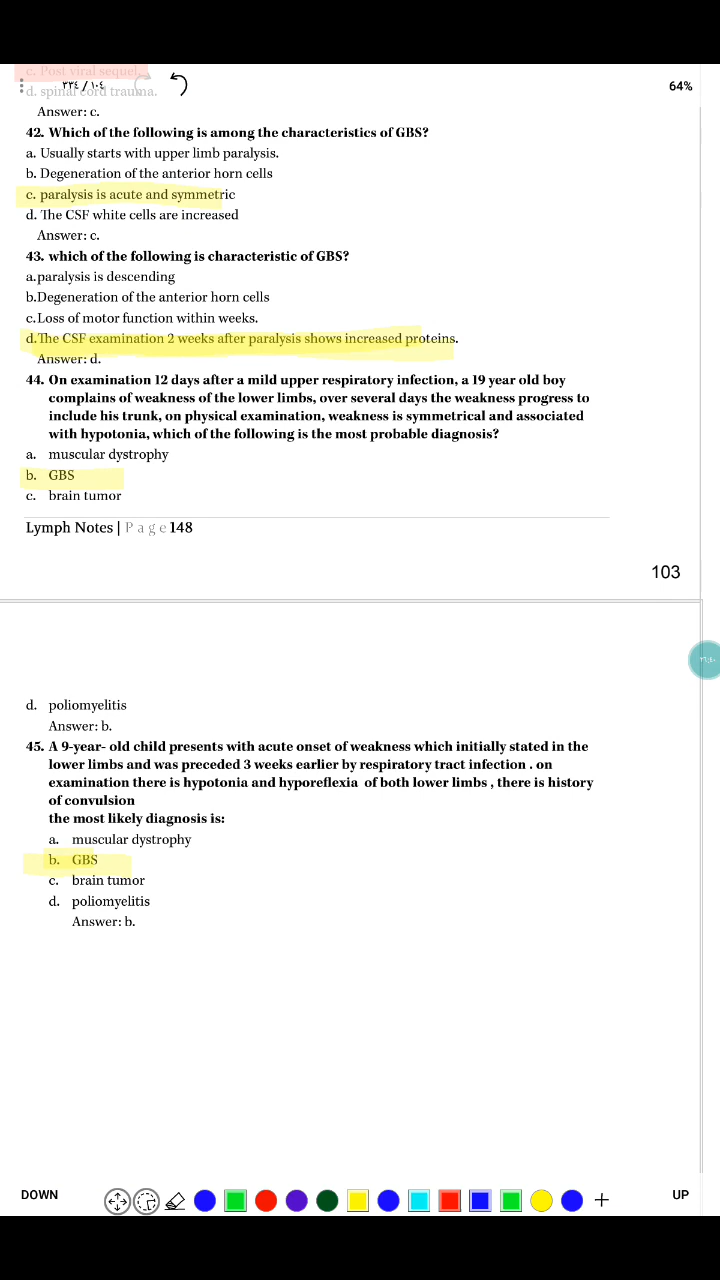 c. Post viral sequel.
٣٣٤ / ١٠٤
64%
d. spinal cord trauma.
Answer: c.
42. Which of the following is among the characteristics of GBS?
a. Usually starts with upper limb paralysis.
b. Degeneration of the anterior horn cells
c. paralysis is acute and symmetric
d. The CSF white cells are increased
Answer: c.
43. which of the following is characteristic of GBS?
a.paralysis is descending
b.Degeneration of the anterior horn cells
c.Loss of motor function within weeks.
d.The CSF examination 2 weeks after paralysis shows increased proteins.
Answer: d.
44. On examination 12 days after a mild upper respiratory infection, a 19 year old boy
complains of weakness of the lower limbs, over several days the weakness progress to
include his trunk, on physical examination, weakness is symmetrical and associated
with hypotonia, which of the following is the most probable diagnosis?
a. muscular dystrophy
b. GBS
c. brain tumor
Lymph Notes | Page 148
103
d. poliomyelitis
Answer: b.
45. A 9-year- old child presents with acute onset of weakness which initially stated in the
lower limbs and was preceded 3 weeks earlier by respiratory tract infection . on
examination there is hypotonia and hyporeflexia of both lower limbs , there is history
of convulsion
the most likely diagnosis is:
a. muscular dystrophy
b. GBS
c. brain tumor
d. poliomyelitis
Answer: b.
DOWN
UP